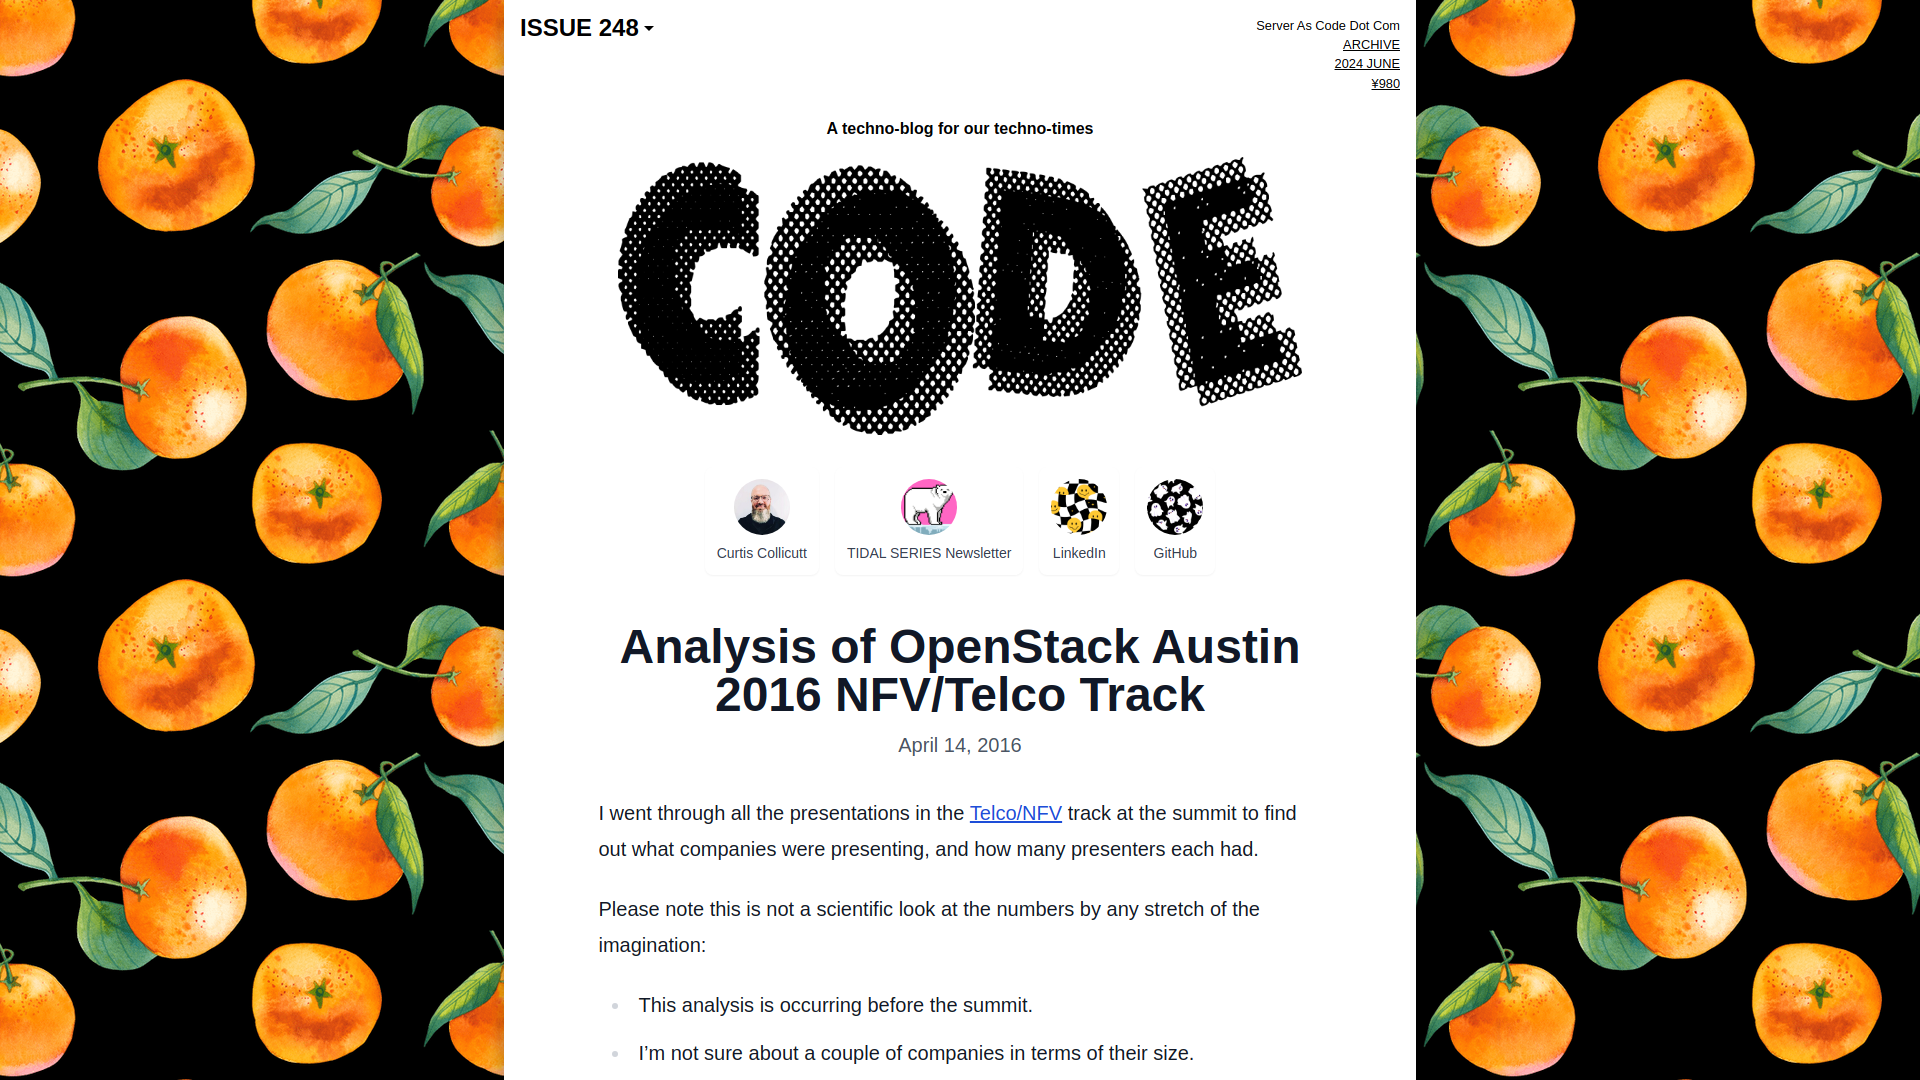 ISSUE 248
Server As Code Dot Com
ARCHIVE
2024 JUNE
¥980
A techno-blog for our techno-times
CODE
Curtis Collicutt
TIDAL SERIES Newsletter
LinkedIn
GitHub
Analysis of OpenStack Austin
2016 NFV/Telco Track
April 14, 2016
I went through all the presentations in the Telco/NFV track at the summit to find
out what companies were presenting, and how many presenters each had.
Please note this is not a scientific look at the numbers by any stretch of the
imagination:
This analysis is occurring before the summit.
I’m not sure about a couple of companies in terms of their size.